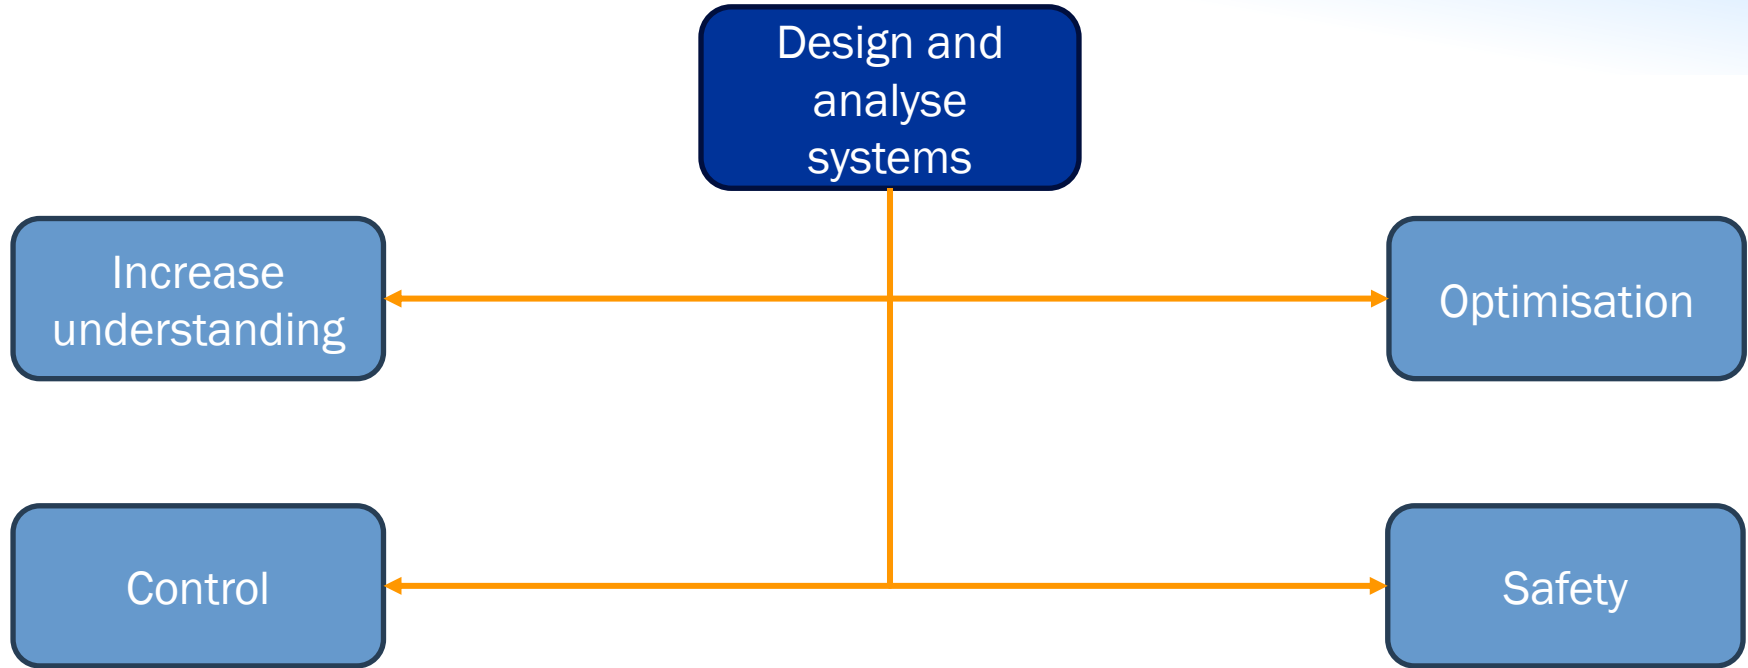 Design and
analyse
systems
Increase
understanding
Optimisation
Control
Safety